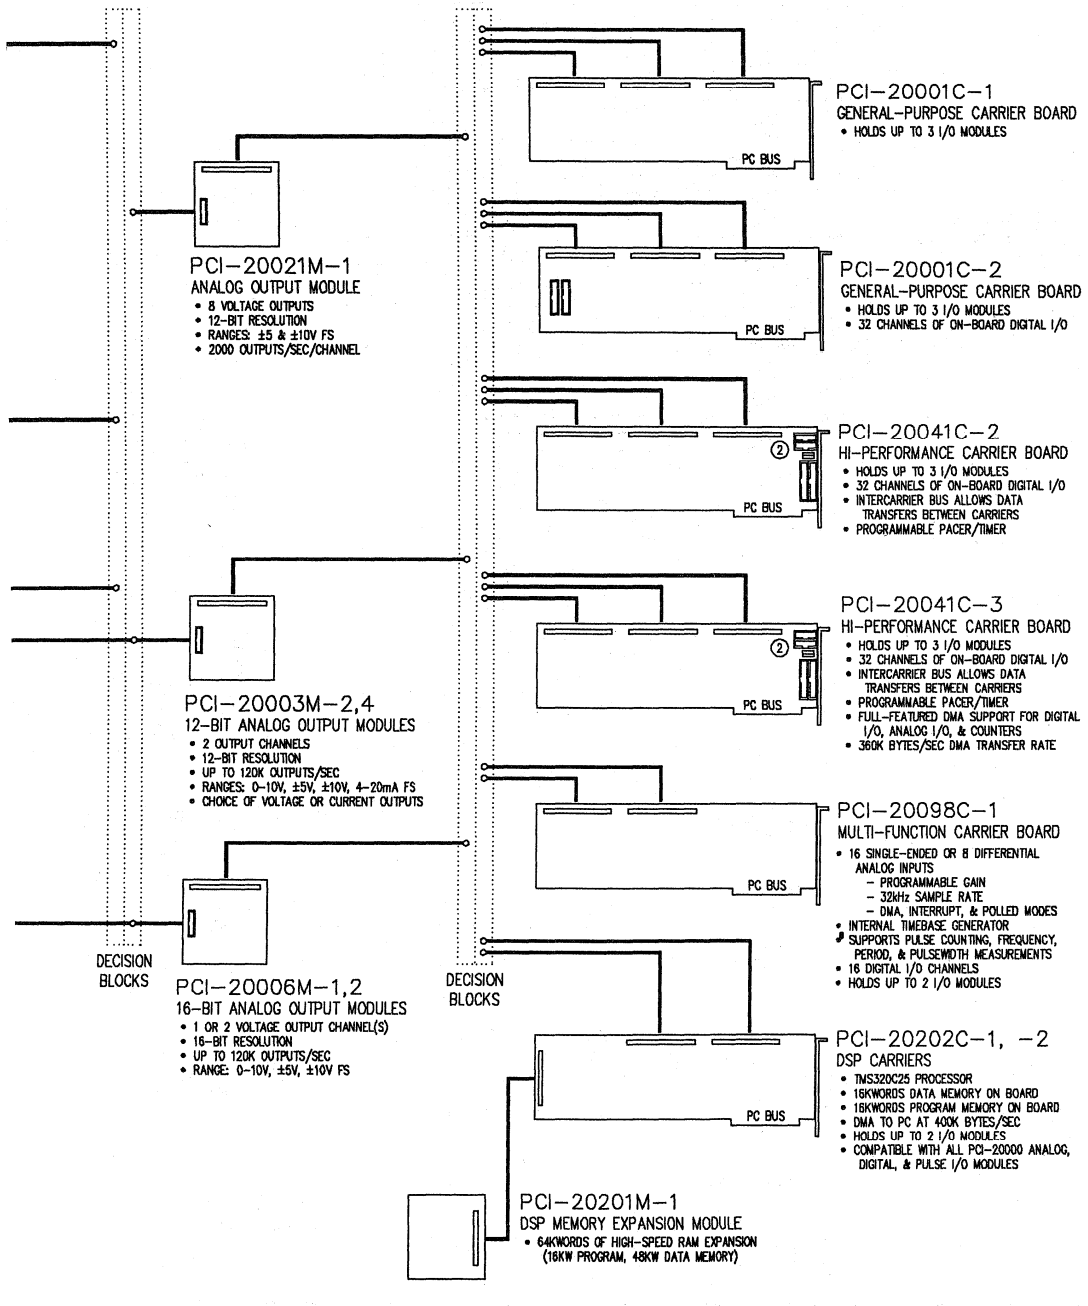 PCI-20001C-1
GENERAL-PURPOSE CARRIER BOARD
• HOLDS UP TO 3 I/O MODULES
PC BUS
PCI-20021M-1
ANALOG OUTPUT MODULE
• 8 VOLTAGE OUTPUTS
• 12-BIT RESOLUTION
• RANGES: ±5 & ±10V FS
• 2000 OUTPUTS/SEC/CHANNEL
PCI-20001C-2
GENERAL-PURPOSE CARRIER BOARD
• HOLDS UP TO 3 I/O MODULES
• 32 CHANNELS OF ON-BOARD DIGITAL I/O
PC BUS
PCI-20041C-2
HI-PERFORMANCE CARRIER BOARD
• HOLDS UP TO 3 I/O MODULES
• 32 CHANNELS OF ON-BOARD DIGITAL I/O
• INTERCARRIER BUS ALLOWS DATA
TRANSFERS BETWEEN CARRIERS
• PROGRAMMABLE PACER/TIMER
2
PC BUS
PCI-20041C-3
HI-PERFORMANCE CARRIER BOARD
• HOLDS UP TO 3 I/O MODULES
• 32 CHANNELS OF ON-BOARD DIGITAL I/O
• INTERCARRIER BUS ALLOWS DATA
TRANSFERS BETWEEN CARRIERS
• PROGRAMMABLE PACER/TIMER
• FULL-FEATURED DMA SUPPORT FOR DIGITAL
I/O, ANALOG I/O, & COUNTERS
• 360K BYTES/SEC DMA TRANSFER RATE
2
PC BUS
PCI-20003M-2,4
12-BIT ANALOG OUTPUT MODULES
• 2 OUTPUT CHANNELS
• 12-BIT RESOLUTION
• UP TO 120K OUTPUTS/SEC
• RANGES: 0-10V, ±5V, ±10V, 4-20mA FS
• CHOICE OF VOLTAGE OR CURRENT OUTPUTS
PCI-20098C-1
MULTI-FUNCTION CARRIER BOARD
• 16 SINGLE-ENDED OR 8 DIFFERENTIAL
ANALOG INPUTS
- PROGRAMMABLE GAIN
- 32kHz SAMPLE RATE
- DMA, INTERRUPT, & POLLED MODES
• INTERNAL TIMEBASE GENERATOR
• SUPPORTS PULSE COUNTING, FREQUENCY,
PERIOD, & PULSEWIDTH MEASUREMENTS
• 16 DIGITAL I/O CHANNELS
• HOLDS UP TO 2 I/O MODULES
PC BUS
DECISION
BLOCKS
DECISION
BLOCKS
PCI-20006M-1,2
16-BIT ANALOG OUTPUT MODULES
• 1 OR 2 VOLTAGE OUTPUT CHANNEL(S)
• 16-BIT RESOLUTION
• UP TO 120K OUTPUTS/SEC
• RANGE: 0-10V, ±5V, ±10V FS
PCI-20202C-1, -2
DSP CARRIERS
• TMS320C25 PROCESSOR
• 16KWORDS DATA MEMORY ON BOARD
• 16KWORDS PROGRAM MEMORY ON BOARD
• DMA TO PC AT 400K BYTES/SEC
• HOLDS UP TO 2 I/O MODULES
• COMPATIBLE WITH ALL PCI-20000 ANALOG,
DIGITAL, & PULSE I/O MODULES
PC BUS
PCI-20201M-1
DSP MEMORY EXPANSION MODULE
• 64KWORDS OF HIGH-SPEED RAM EXPANSION
(16KW PROGRAM, 48KW DATA MEMORY)